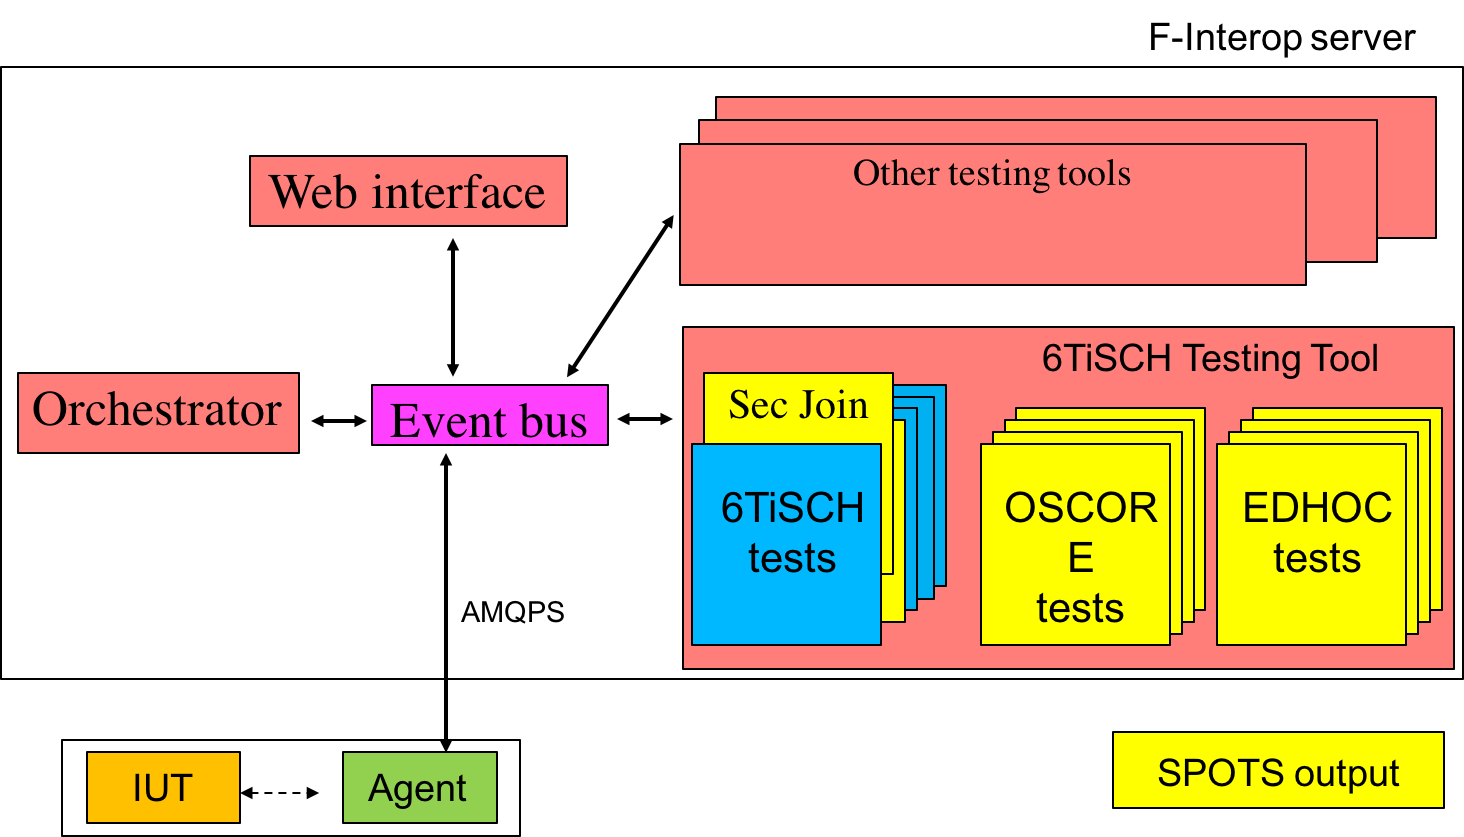 F-Interop server
Web interface
Other testing tools
6TiSCH Testing Tool
Orchestrator
Event bus
Sec Join
6TiSCH
tests
OSCOR
E
tests
EDHOC
tests
AMQPS
IUT
Agent
SPOTS output